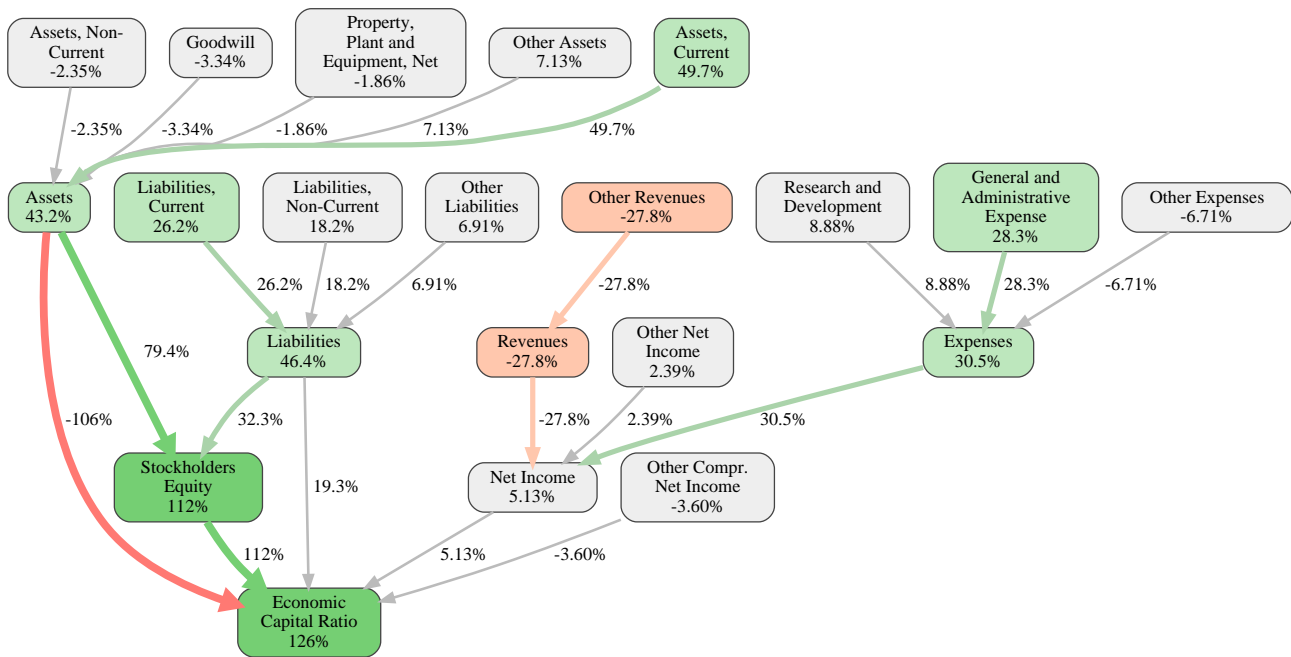 Assets, Non-
Current
-2.35%
Goodwill
-3.34%
Property,
Plant and
Equipment, Net
-1.86%
Other Assets
7.13%
Assets,
Current
49.7%
-2.35%
-3.34%
-1.86%
7.13%
49.7%
Assets
43.2%
Liabilities,
Current
26.2%
Liabilities,
Non-Current
18.2%
Other
Liabilities
6.91%
Other Revenues
-27.8%
Research and
Development
8.88%
General and
Administrative
Expense
28.3%
Other Expenses
-6.71%
26.2%
18.2%
6.91%
-27.8%
8.88%
28.3%
-6.71%
79.4%
Liabilities
46.4%
Revenues
-27.8%
Other Net
Income
2.39%
Expenses
30.5%
-106%
32.3%
-27.8%
2.39%
30.5%
Stockholders
Equity
112%
19.3%
Net Income
5.13%
Other Compr.
Net Income
-3.60%
112%
5.13%
-3.60%
Economic
Capital Ratio
126%